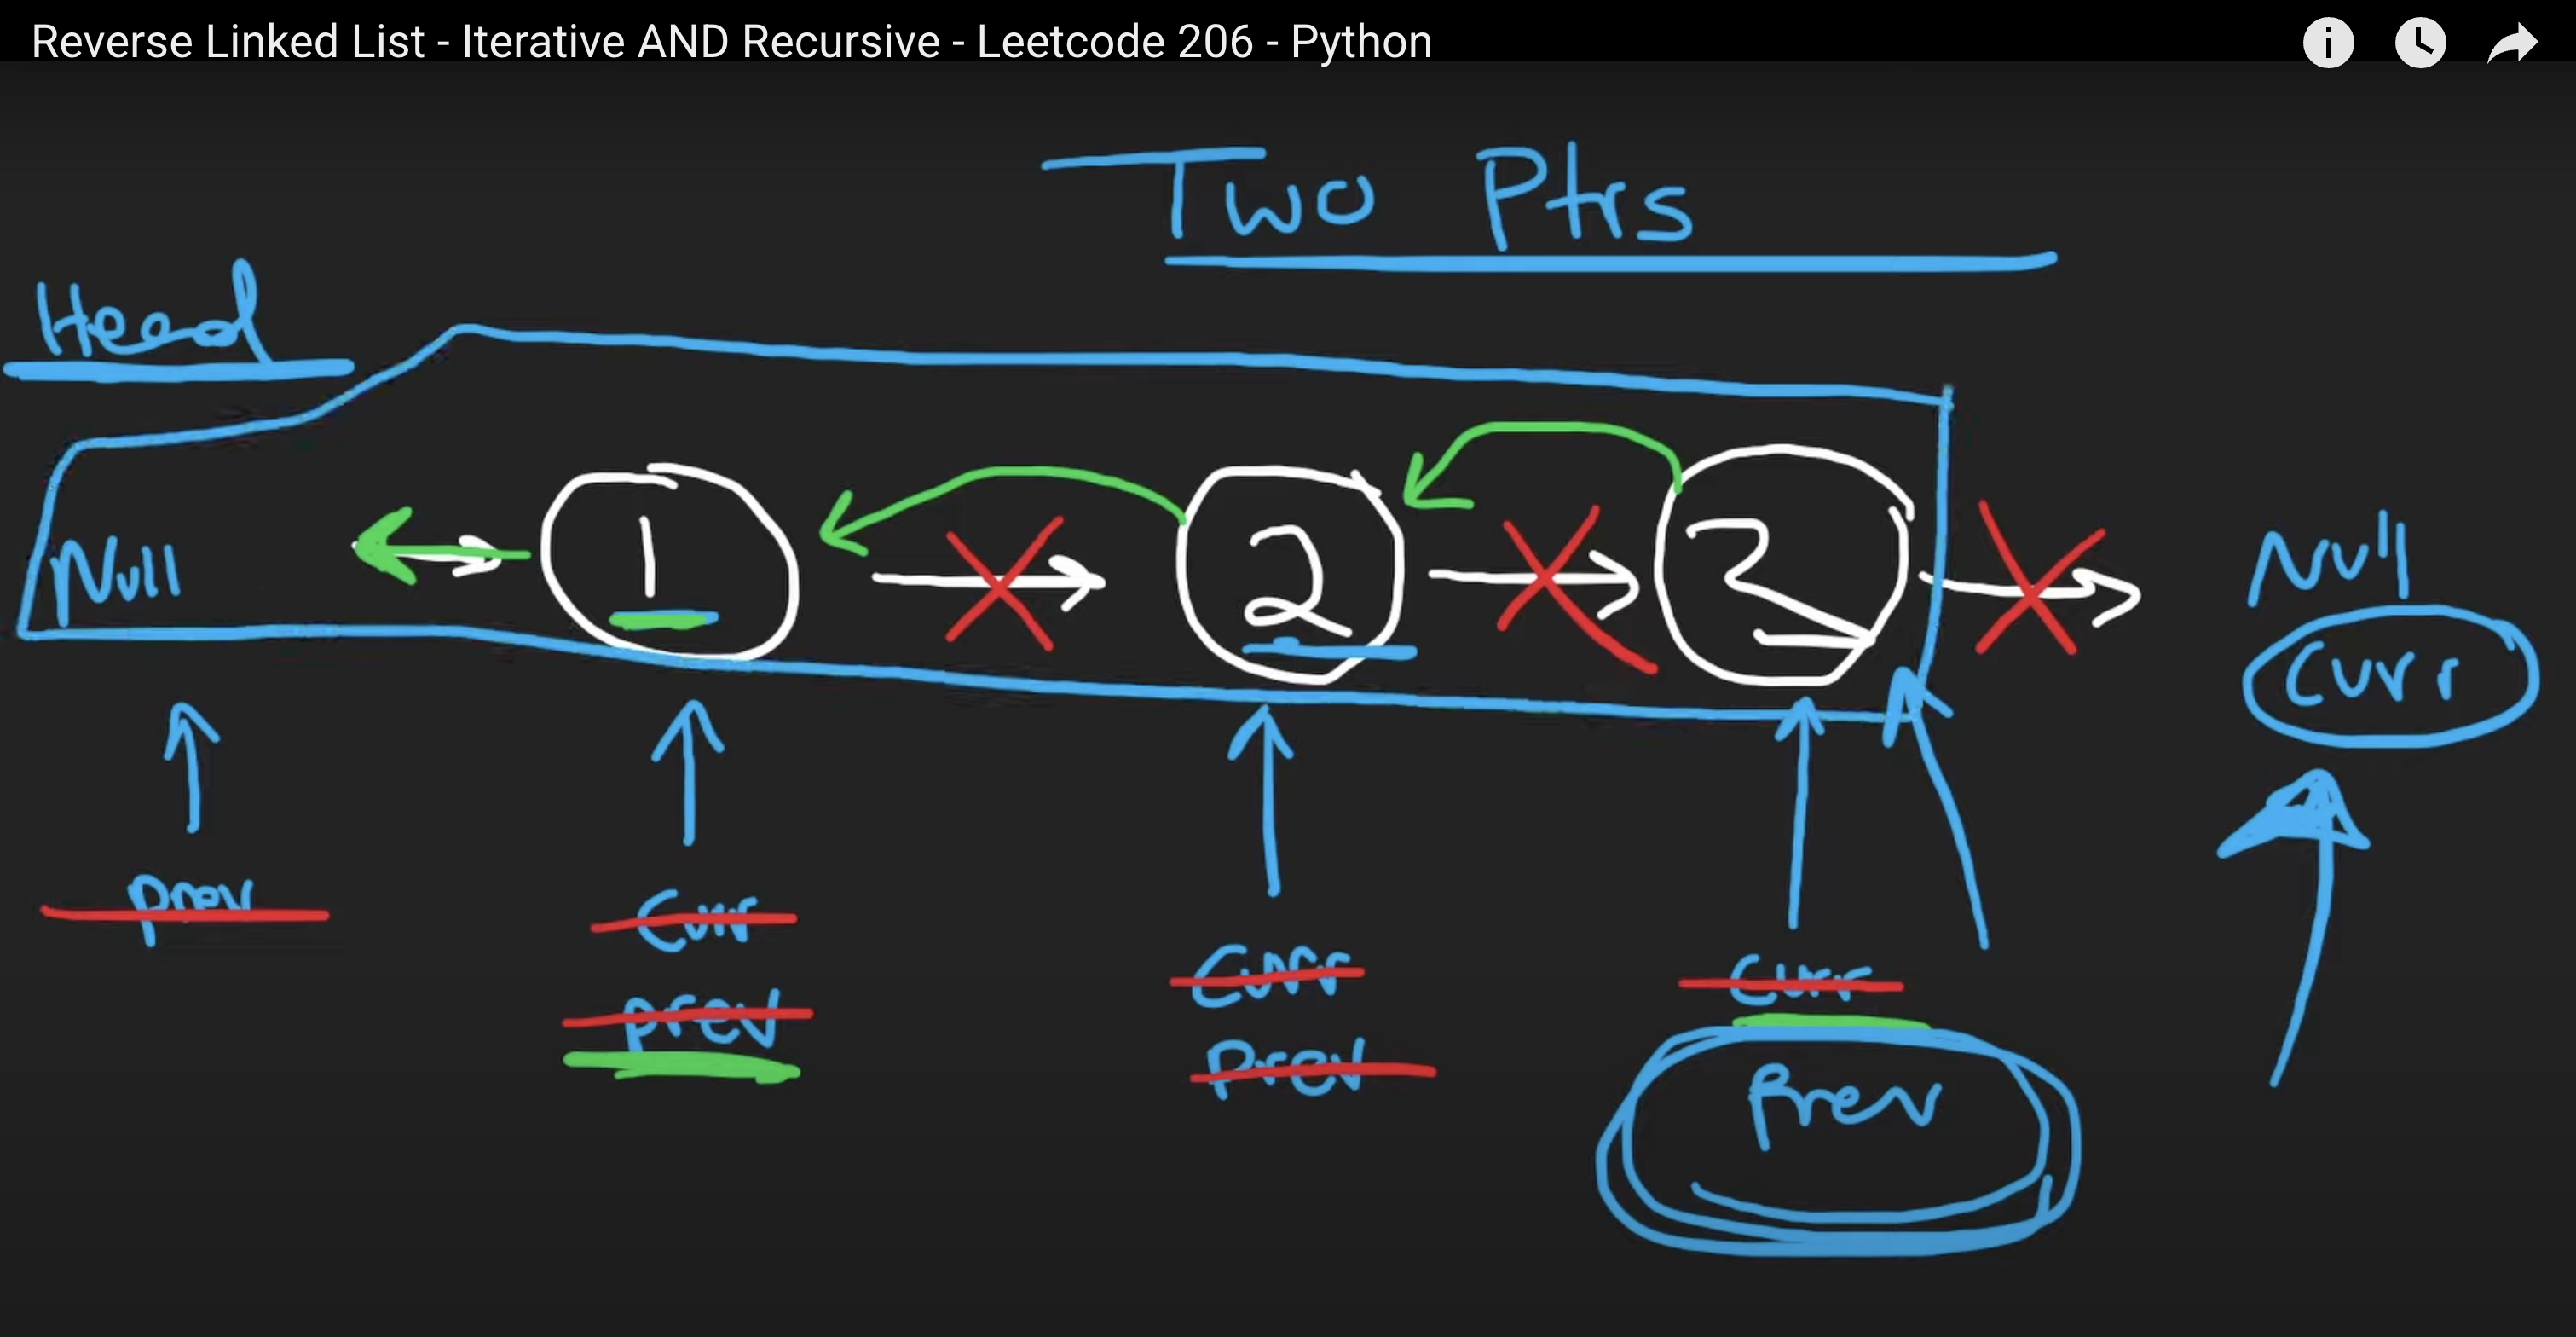 Reverse Linked List - Iterative AND Recursive - Leetcode 206 - Python
Two Ptrs
Head
Null 1 2 3 Null
Curr
prev Curr Curr Curr
prev Prev Prev